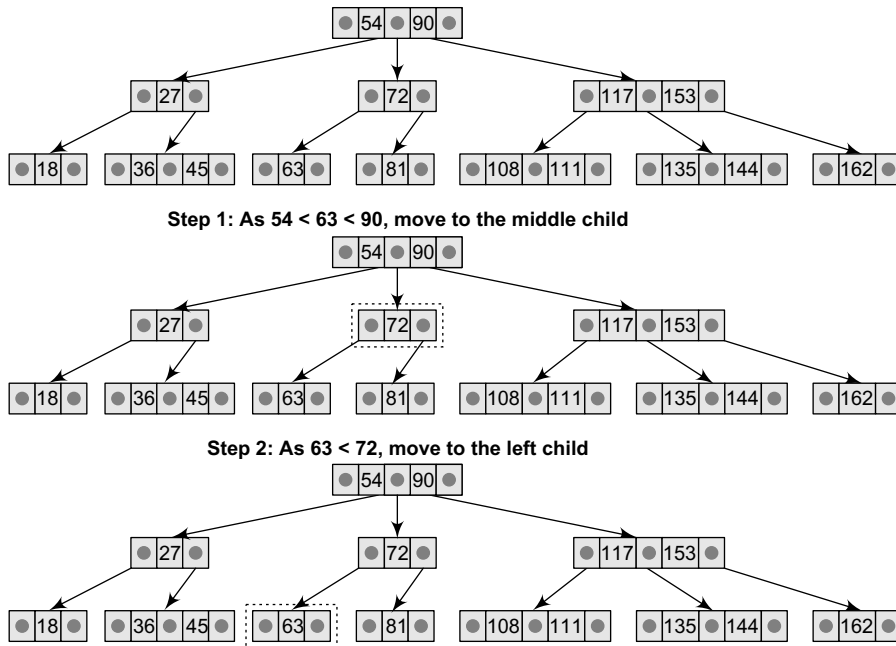 54 90
27 72 117 153
18 36 45 63 81 108 111 135 144 162
Step 1: As 54 < 63 < 90, move to the middle child
54 90
27 72 117 153
18 36 45 63 81 108 111 135 144 162
Step 2: As 63 < 72, move to the left child
54 90
27 72 117 153
18 36 45 63 81 108 111 135 144 162